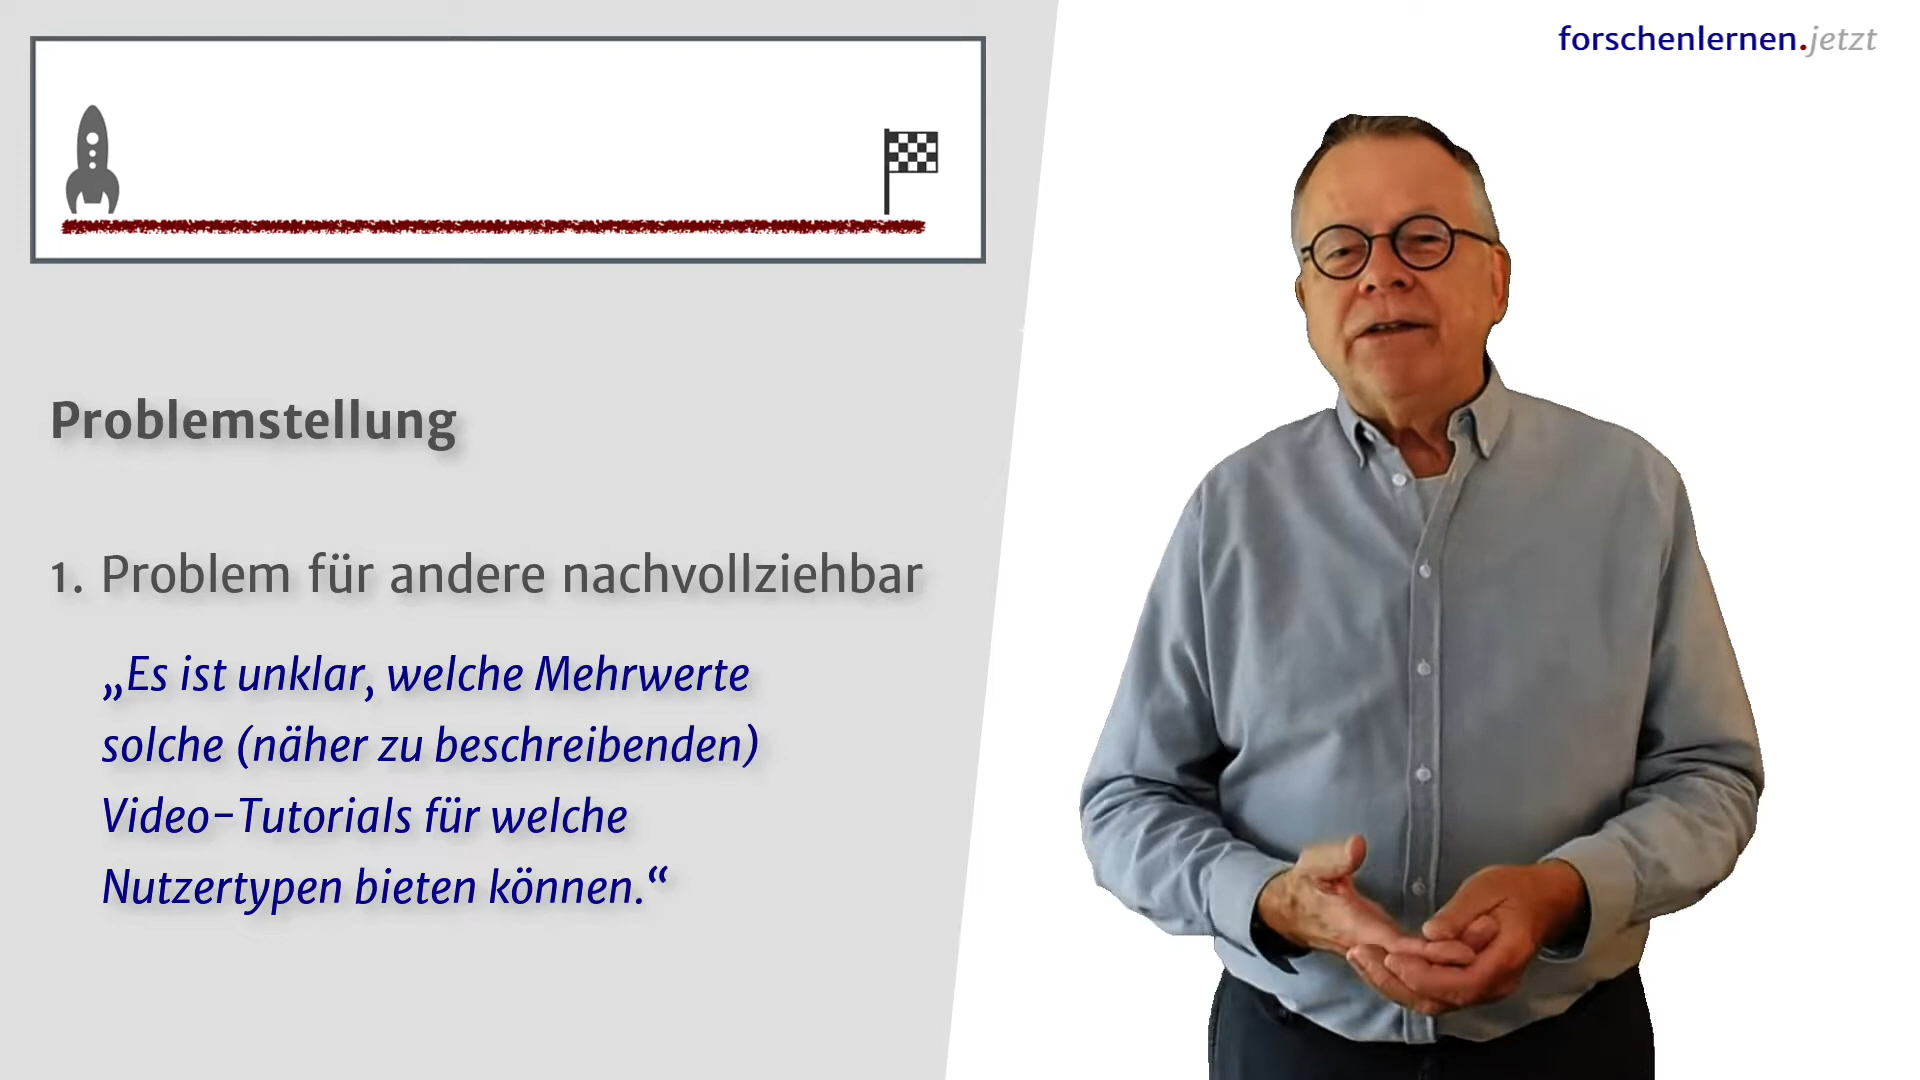 forschenlernen.jetzt
Problemstellung
1. Problem für andere nachvollziehbar
„Es ist unklar, welche Mehrwerte
solche (näher zu beschreibenden)
Video-Tutorials für welche
Nutzertypen bieten können.“